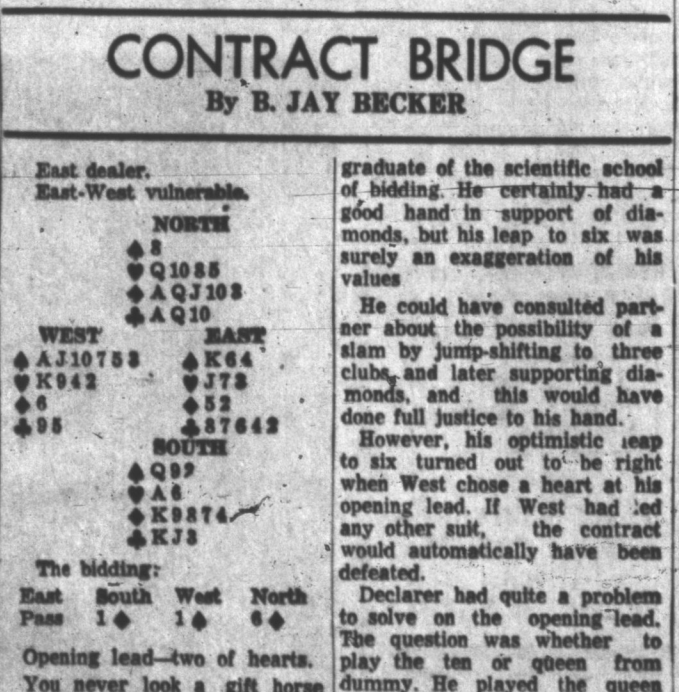 CONTRACT BRIDGE
By B. JAY BECKER
East dealer.
East-West vulnerable.
NORTH
♠ 8
♥ Q1085
♦ AQJ103
♣ AQ10
WEST
♠ AJ10753
♥ K942
♦ 6
♣ 95
EAST
♠ K64
♥ J73
♦ 52
♣ 87642
SOUTH
♠ Q92
♥ A6
♦ K9874
♣ KJ3
The bidding:
East South West North
Pass 1♦ 1♠ 6♦
Opening lead—two of hearts.
You never look a gift horse
graduate of the scientific school
of bidding. He certainly had a
good hand in support of dia-
monds, but his leap to six was
surely an exaggeration of his
values
He could have consulted part-
ner about the possibility of a
slam by jump-shifting to three
clubs, and later supporting dia-
monds, and this would have
done full justice to his hand.
However, his optimistic leap
to six turned out to be right
when West chose a heart at his
opening lead. If West had led
any other suit, the contract
would automatically have been
defeated.
Declarer had quite a problem
to solve on the opening lead.
The question was whether to
play the ten or queen from
dummy. He played the queen